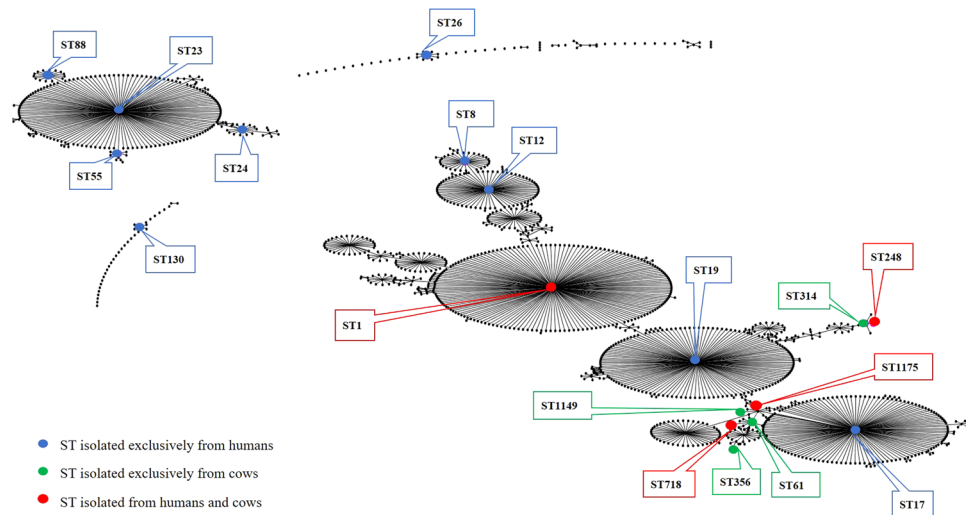 ST26
ST88
ST23
ST8
ST12
ST55
ST24
ST130
ST19
ST248
ST314
ST1
ST1175
ST1149
ST718
ST356
ST61
ST17
ST isolated exclusively from humans
ST isolated exclusively from cows
ST isolated from humans and cows